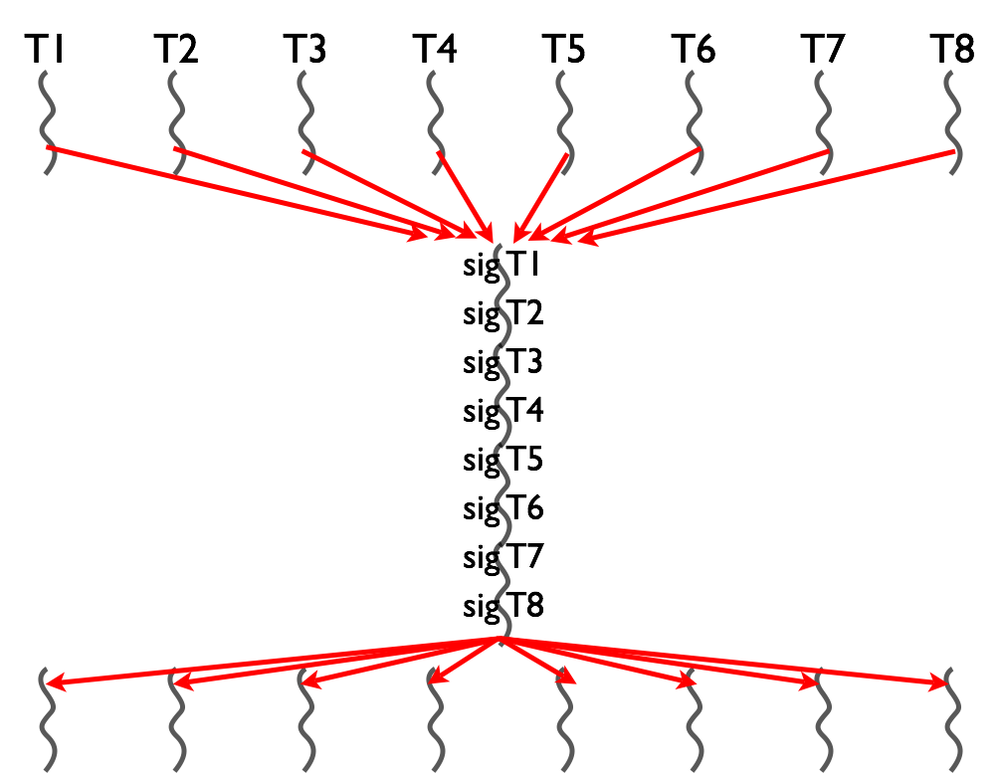 T1 T2 T3 T4 T5 T6 T7 T8
sig T1
sig T2
sig T3
sig T4
sig T5
sig T6
sig T7
sig T8